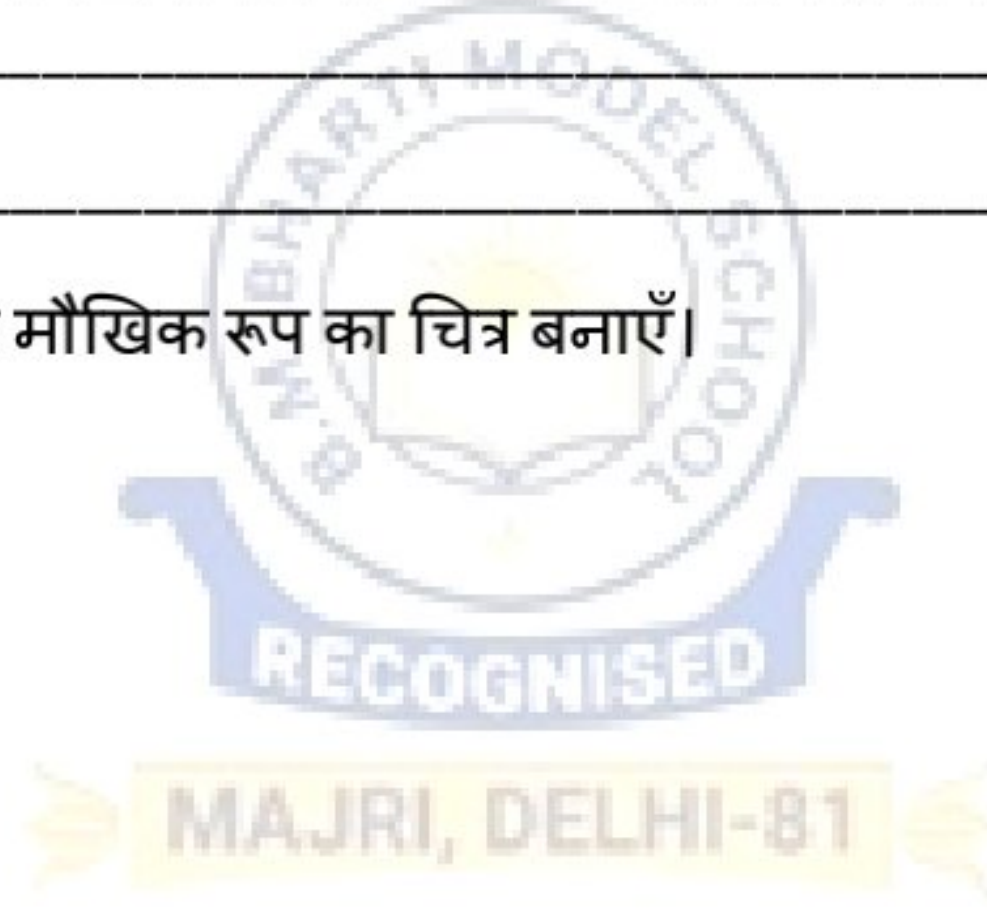 B.M. BHARTI MODEL SCHOOL
मौखिक रूप का चित्र बनाएँ।
RECOGNISED
MAJRI, DELHI-81